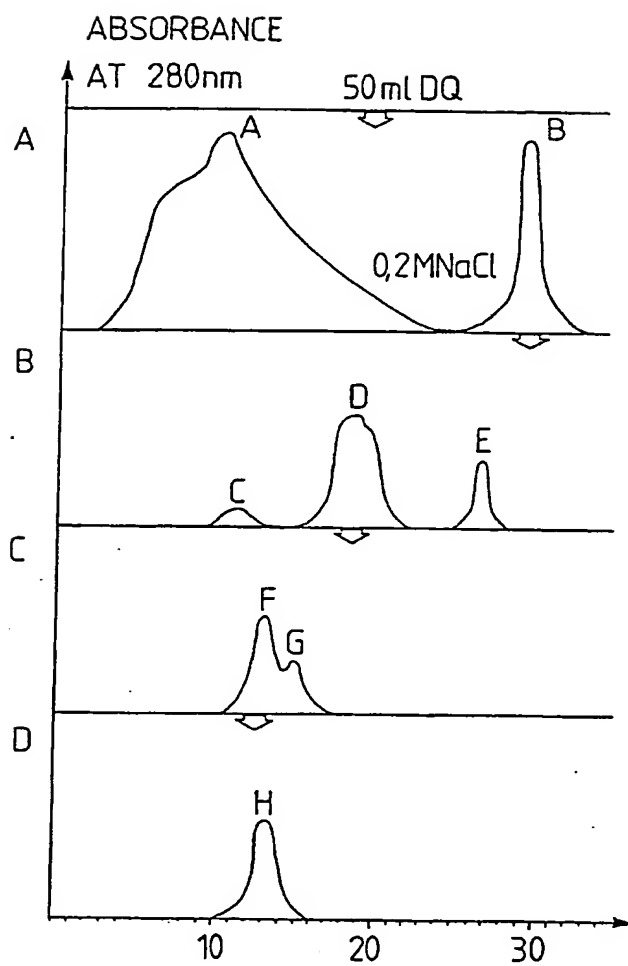 ABSORBANCE
AT 280nm
50ml DQ
A
A
B
0,2MNaCl
B
D
E
C
C
F
G
D
H
10 20 30